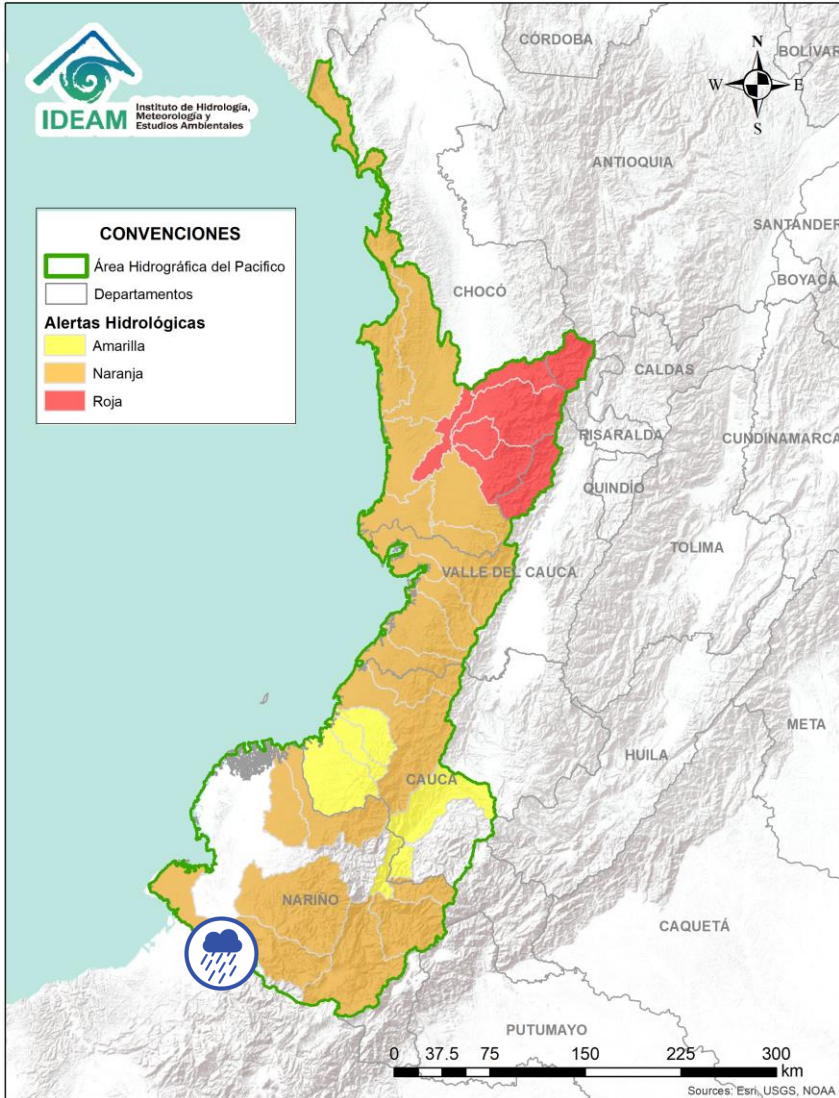 CÓRDOBA
BOLÍVAR
N
W
E
S
IDEAM
Instituto de Hidrología,
Meteorología y
Estudios Ambientales
ANTIOQUIA
SANTANDER
CONVENCIONES
Área Hidrográfica del Pacifico
Departamentos
Alertas Hidrológicas
Amarilla
Naranja
Roja
BOYACÁ
CHOCÓ
CALDAS
RISARALDA
CUNDINAMARCA
QUINDÍO
TOLIMA
VALLE DEL CAUCA
META
HUILA
CAUCA
NARIÑO
CAQUETÁ
PUTUMAYO
0 37.5 75 150 225 300
km
Sources: Esri, USGS, NOAA